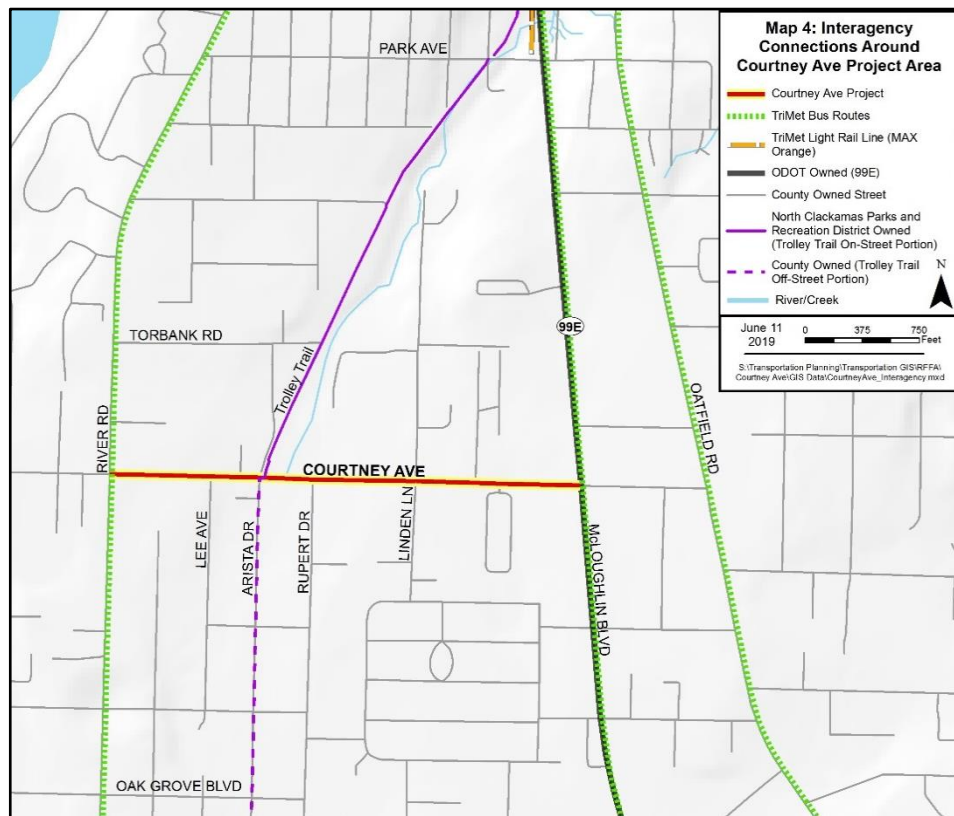 Map 4: Interagency
Connections Around
Courtney Ave Project Area
Courtney Ave Project
TriMet Bus Routes
TriMet Light Rail Line (MAX
Orange)
ODOT Owned (99E)
County Owned Street
North Clackamas Parks and
Recreation District Owned
(Trolley Trail On-Street Portion)
County Owned (Trolley Trail
Off-Street Portion)
N
River/Creek
June 11
2019
0 375 750
Feet
S:\Transportation Planning\Transportation GIS\RFFA\
Courtney Ave\GIS Data\CourtneyAve_Interagency.mxd
PARK AVE
99E
TORBANK RD
Trolley Trail
OATFIELD RD
RIVER RD
COURTNEY AVE
LEE AVE
ARISTA DR
RUPERT DR
LINDEN LN
McLOUGHLIN BLVD
OAK GROVE BLVD